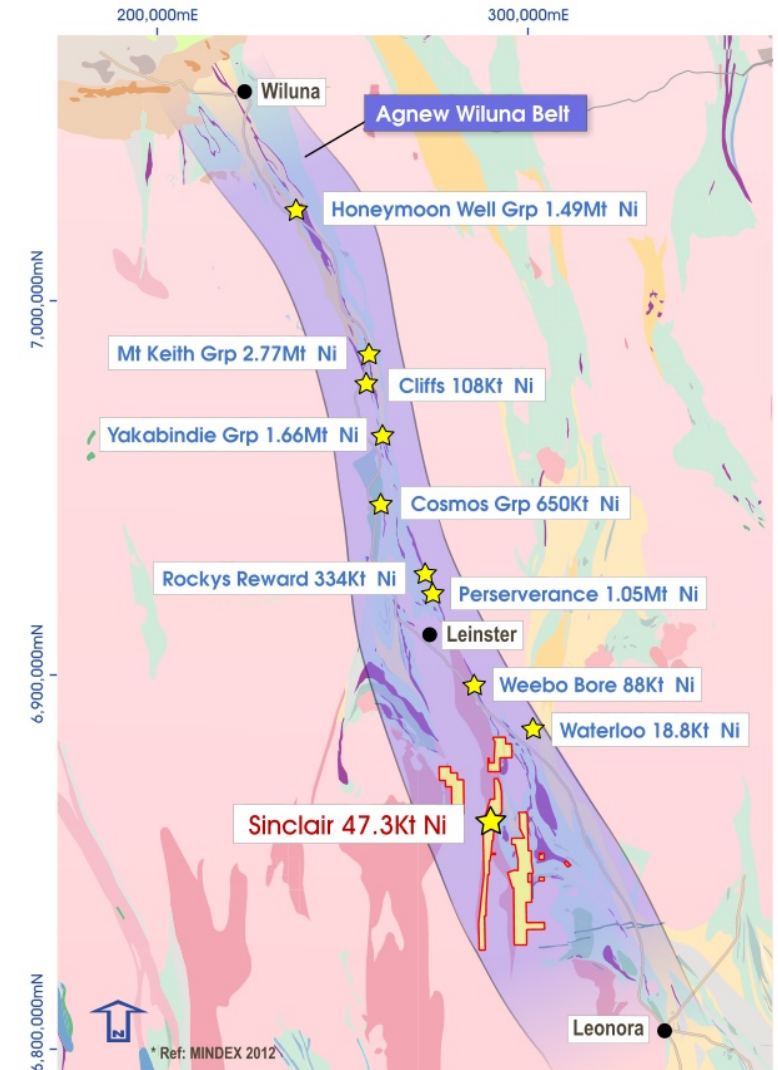 200,000mE
300,000mE
Wiluna
Agnew Wiluna Belt
Honeymoon Well Grp 1.49Mt Ni
7,000,000mN
Mt Keith Grp 2.77Mt Ni
Cliffs 108Kt Ni
Yakabindie Grp 1.66Mt Ni
Cosmos Grp 650Kt Ni
Rockys Reward 334Kt Ni
Perserverance 1.05Mt Ni
Leinster
6,900,000mN
Weebo Bore 88Kt Ni
Waterloo 18.8Kt Ni
Sinclair 47.3Kt Ni
6,800,000mN
N
Leonora
* Ref: MINDEX 2012